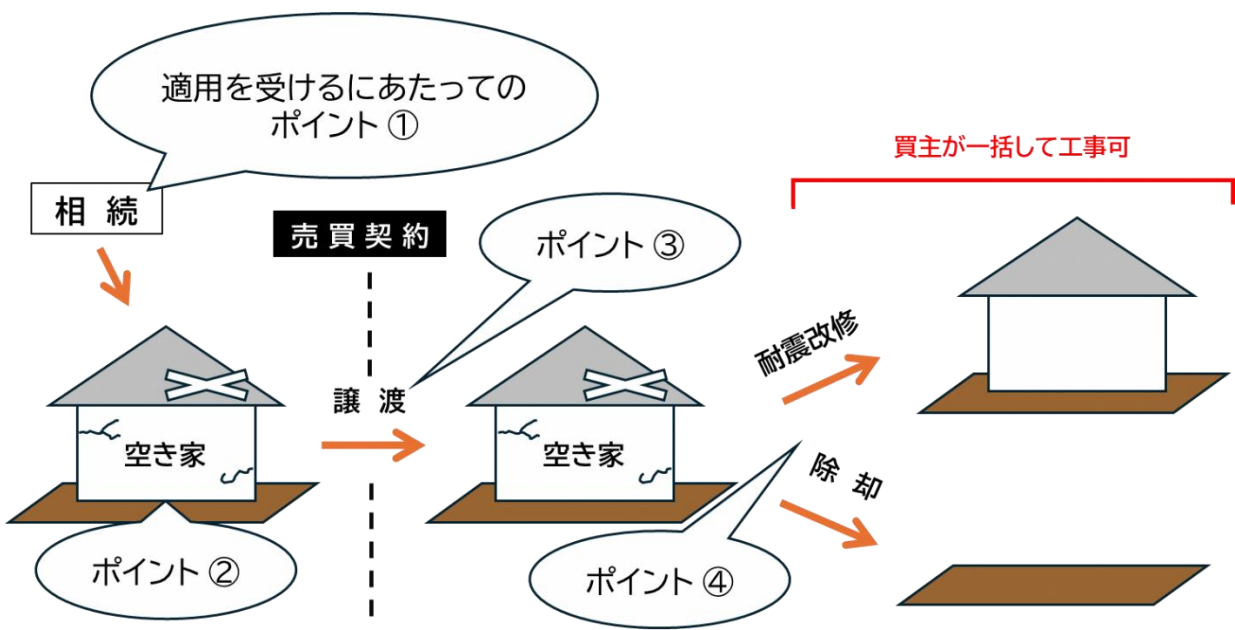 適用を受けるにあたっての
ポイント ①
買主が一括して工事可
相 続
売買契約
ポイント ③
耐震改修
譲 渡
空き家
空き家
除 却
ポイント ②
ポイント ④